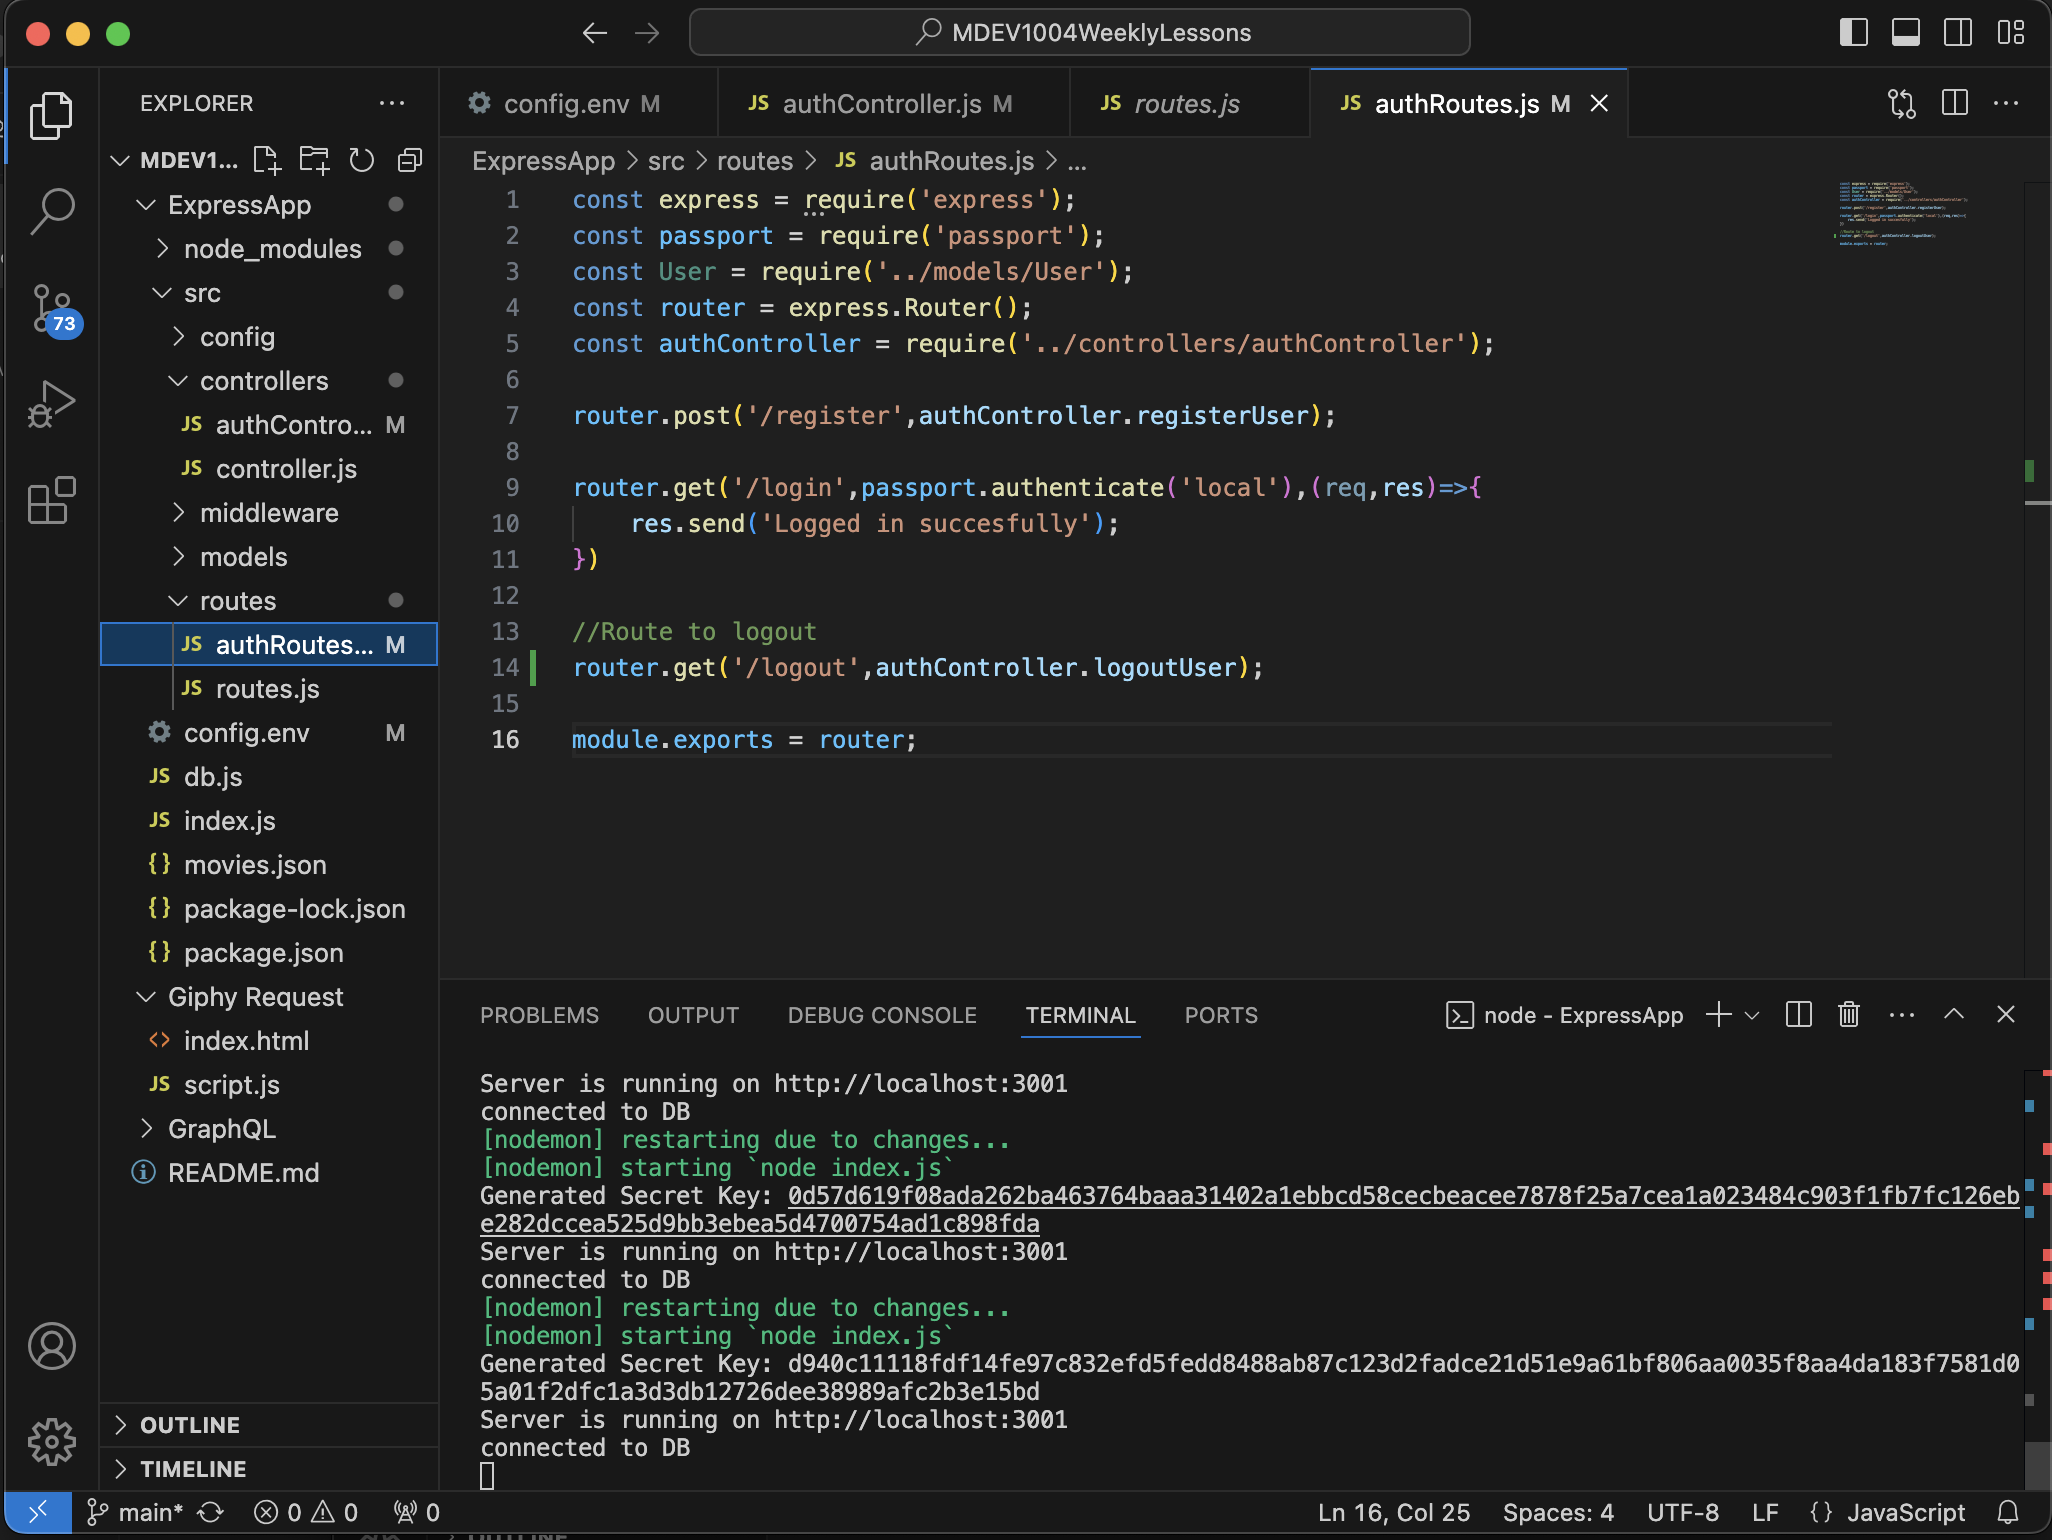 MDEV1004WeeklyLessons
EXPLORER
MDEV1...
ExpressApp
node_modules
src
config
controllers
JS authContro... M
JS controller.js
middleware
models
routes
JS authRoutes... M
JS routes.js
config.env M
JS db.js
JS index.js
{} movies.json
{} package-lock.json
{} package.json
Giphy Request
<> index.html
JS script.js
GraphQL
README.md
OUTLINE
TIMELINE
73
config.env M
JS authController.js M
JS routes.js
JS authRoutes.js M
ExpressApp > src > routes > JS authRoutes.js > ...
1 const express = require('express');
2 const passport = require('passport');
3 const User = require('../models/User');
4 const router = express.Router();
5 const authController = require('../controllers/authController');
6
7 router.post('/register',authController.registerUser);
8
9 router.get('/login',passport.authenticate('local'),(req,res)=>{
10 res.send('Logged in succesfully');
11 })
12
13 //Route to logout
14 router.get('/logout',authController.logoutUser);
15
16 module.exports = router;
PROBLEMS OUTPUT DEBUG CONSOLE TERMINAL PORTS
node - ExpressApp
Server is running on http://localhost:3001
connected to DB
[nodemon] restarting due to changes...
[nodemon] starting `node index.js`
Generated Secret Key: 0d57d619f08ada262ba463764baaa31402a1ebbcd58cecbeacee7878f25a7cea1a023484c903f1fb7fc126eb
e282dccea525d9bb3ebea5d4700754ad1c898fda
Server is running on http://localhost:3001
connected to DB
[nodemon] restarting due to changes...
[nodemon] starting `node index.js`
Generated Secret Key: d940c11118fdf14fe97c832efd5fedd8488ab87c123d2fadce21d51e9a61bf806aa0035f8aa4da183f7581d0
5a01f2dfc1a3d3db12726dee38989afc2b3e15bd
Server is running on http://localhost:3001
connected to DB
main* 0 0 0
Ln 16, Col 25 Spaces: 4 UTF-8 LF {} JavaScript